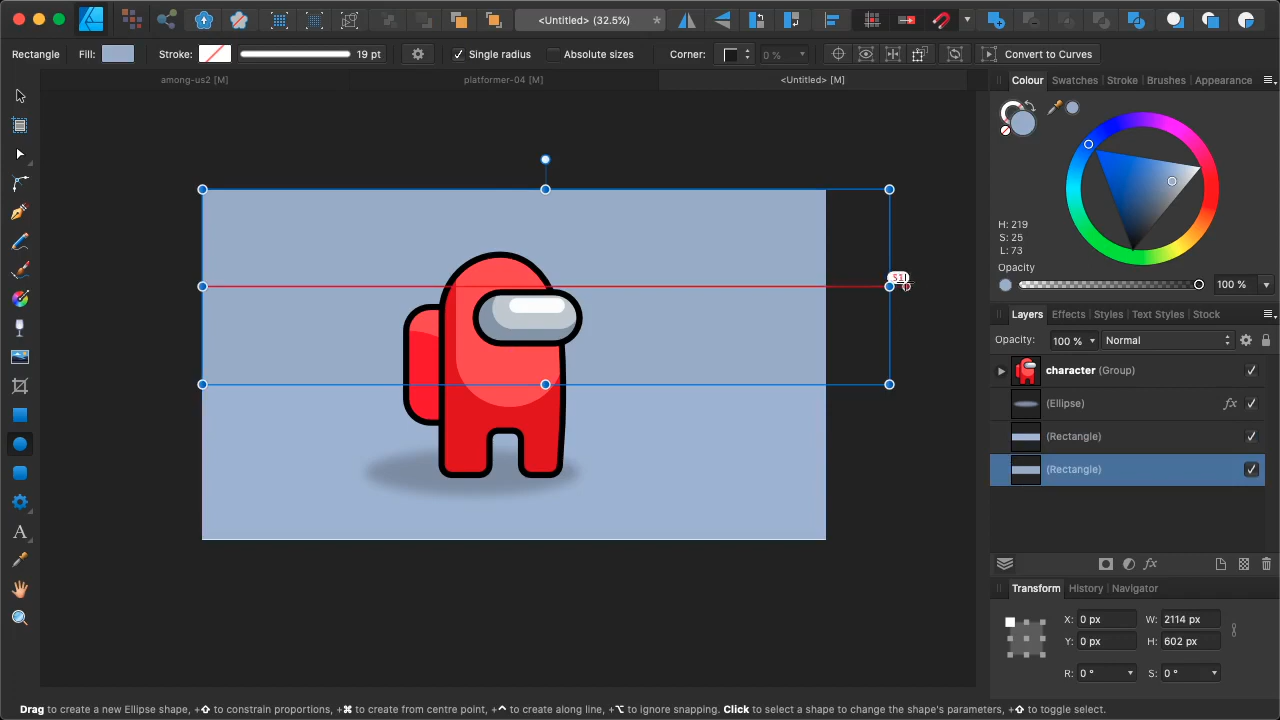 <Untitled> (32.5%) *
Rectangle Fill: Stroke: 19 pt Single radius Absolute sizes Corner: 0 % Convert to Curves
among-us2 [M] platformer-04 [M] <Untitled> [M]
Colour Swatches Stroke Brushes Appearance
H: 219
S: 25
L: 73
Opacity
100 %
Layers Effects Styles Text Styles Stock
Opacity: 100 % Normal
character (Group)
(Ellipse) fx
(Rectangle)
(Rectangle)
fx
Transform History Navigator
X: 0 px W: 2114 px
Y: 0 px H: 602 px
R: 0 ° S: 0 °
A
Drag to create a new Ellipse shape, +⇧ to constrain proportions, +⌘ to create from centre point, +^ to create along line, +⌥ to ignore snapping. Click to select a shape to change the shape's parameters, +⇧ to toggle select.